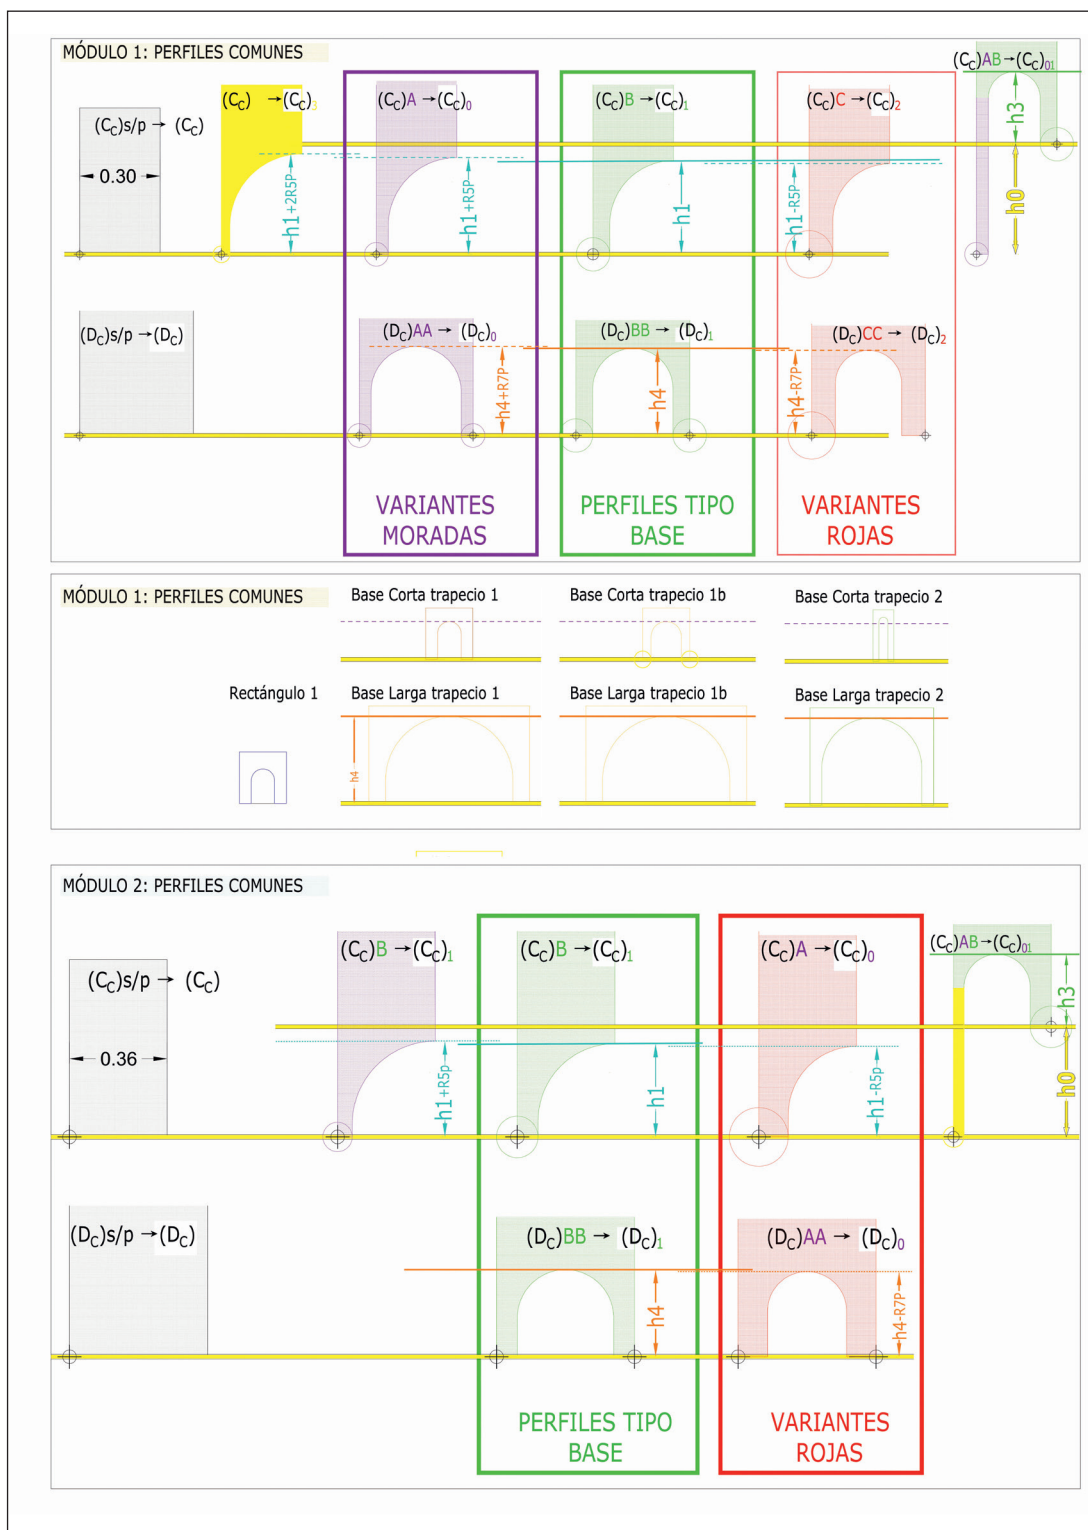 MÓDULO 1: PERFILES COMUNES
(CC)s/p → (CC)
0.30
(CC) → (CC)3
h1+2R5P
(CC)A → (CC)0
h1+R5P
(CC)B → (CC)1
h1
(CC)C → (CC)2
h1-R5P
(CC)AB→(CC)01
h3
h0
(DC)s/p → (DC)
(DC)AA → (DC)0
h4+R7P
(DC)BB → (DC)1
h4
(DC)CC → (DC)2
h4-R7P
VARIANTES
MORADAS
PERFILES TIPO
BASE
VARIANTES
ROJAS
MÓDULO 1: PERFILES COMUNES
Base Corta trapecio 1
Base Corta trapecio 1b
Base Corta trapecio 2
Rectángulo 1
Base Larga trapecio 1
Base Larga trapecio 1b
Base Larga trapecio 2
h4
MÓDULO 2: PERFILES COMUNES
(CC)s/p → (CC)
0.36
(CC)B →(CC)1
h1+R5p
(CC)B →(CC)1
h1
(CC)A →(CC)0
h1-R5p
(CC)AB→(CC)01
h3
h0
(DC)s/p →(DC)
(DC)BB → (DC)1
h4
(DC)AA → (DC)0
h4-R7P
PERFILES TIPO
BASE
VARIANTES
ROJAS